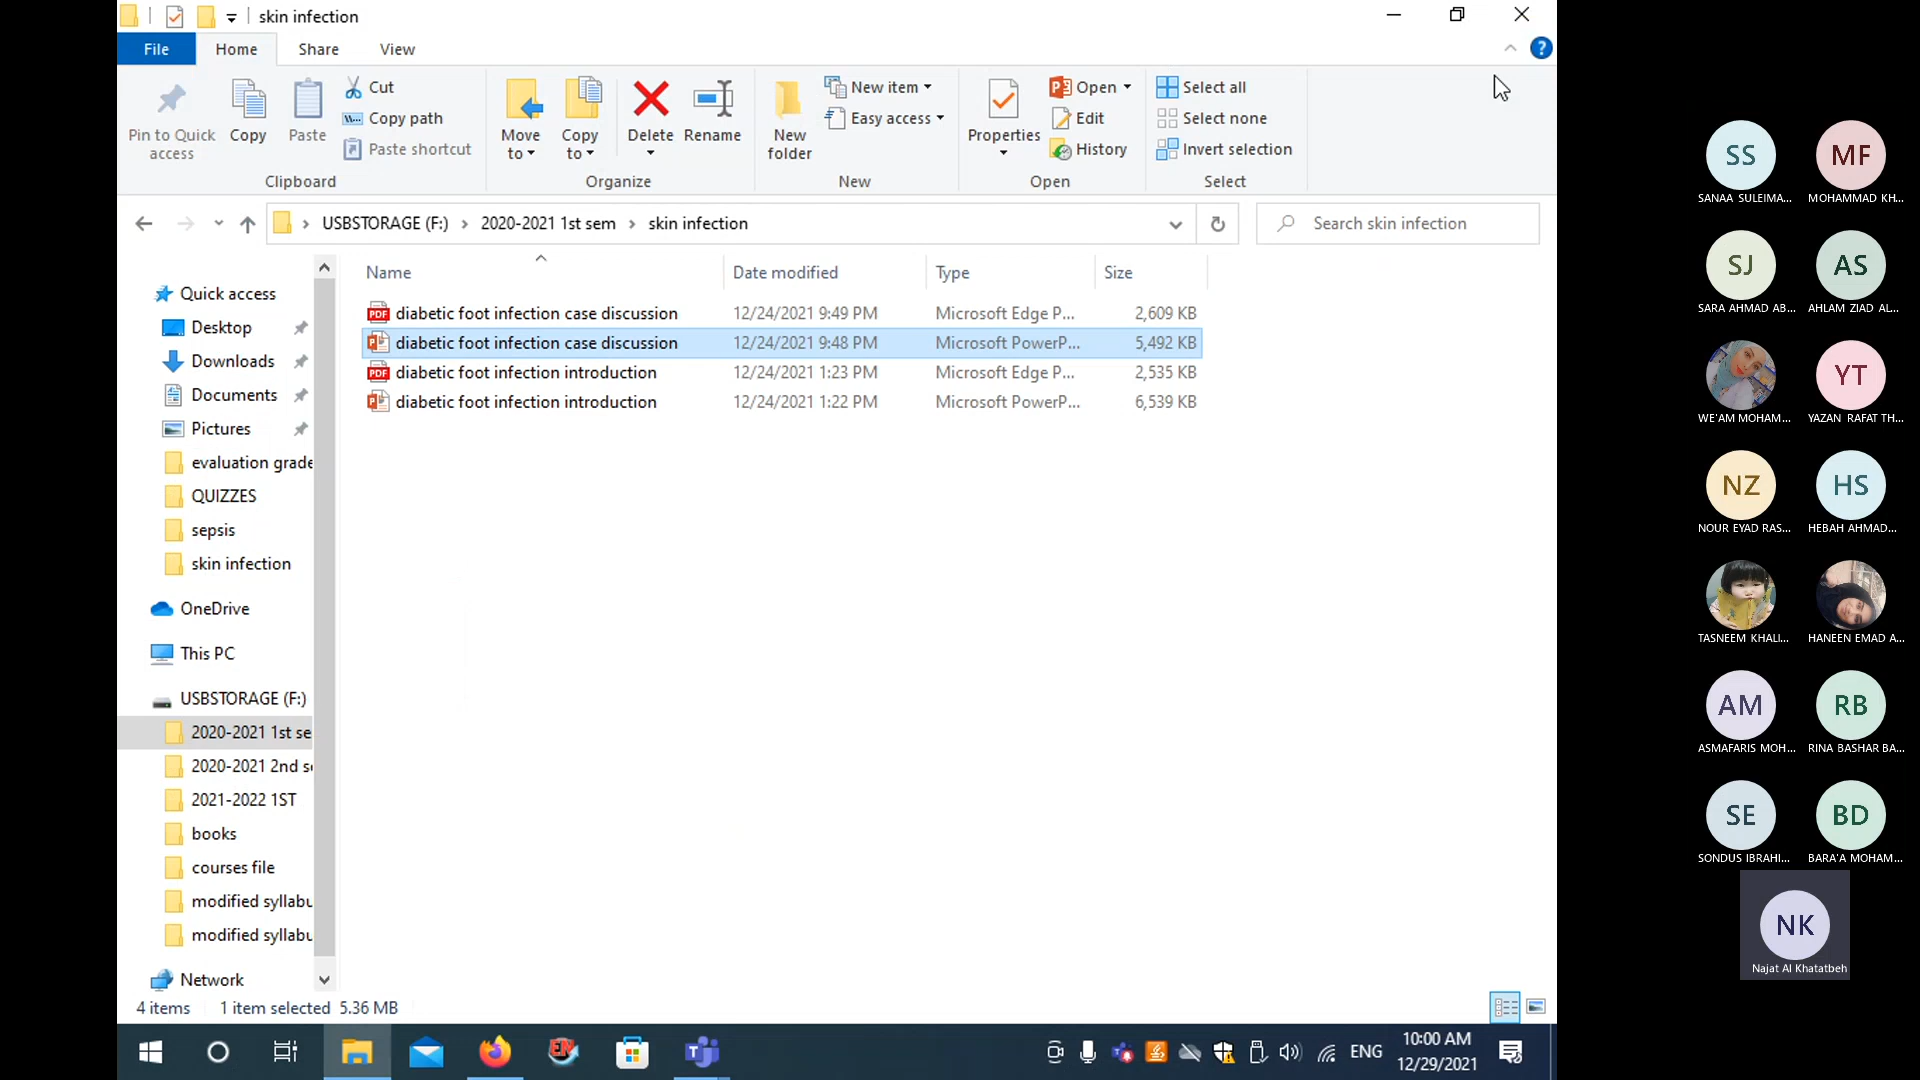 skin infection
File Home Share View
Pin to Quick access
Copy
Paste
Cut
Copy path
Paste shortcut
Clipboard
Move to
Copy to
Delete
Rename
Organize
New folder
New item
Easy access
New
Properties
Open
Edit
History
Open
Select all
Select none
Invert selection
Select
USBSTORAGE (F:) › 2020-2021 1st sem › skin infection
Search skin infection
Name Date modified Type Size
diabetic foot infection case discussion 12/24/2021 9:49 PM Microsoft Edge P... 2,609 KB
diabetic foot infection case discussion 12/24/2021 9:48 PM Microsoft PowerP... 5,492 KB
diabetic foot infection introduction 12/24/2021 1:23 PM Microsoft Edge P... 2,535 KB
diabetic foot infection introduction 12/24/2021 1:22 PM Microsoft PowerP... 6,539 KB
Quick access
Desktop
Downloads
Documents
Pictures
evaluation grade
QUIZZES
sepsis
skin infection
OneDrive
This PC
USBSTORAGE (F:)
2020-2021 1st se
2020-2021 2nd s
2021-2022 1ST
books
courses file
modified syllabu
modified syllabu
Network
4 items 1 item selected 5.36 MB
ENG
10:00 AM
12/29/2021
SS MF
SANAA SULEIMA... MOHAMMAD KH...
SJ AS
SARA AHMAD AB... AHLAM ZIAD AL...
YT
WE'AM MOHAM... YAZAN RAFAT TH...
NZ HS
NOUR EYAD RAS... HEBAH AHMAD...
TASNEEM KHALI... HANEEN EMAD A...
AM RB
ASMAFARIS MOH... RINA BASHAR BA...
SE BD
SONDUS IBRAHI... BARA'A MOHAM...
NK
Najat Al Khatatbeh